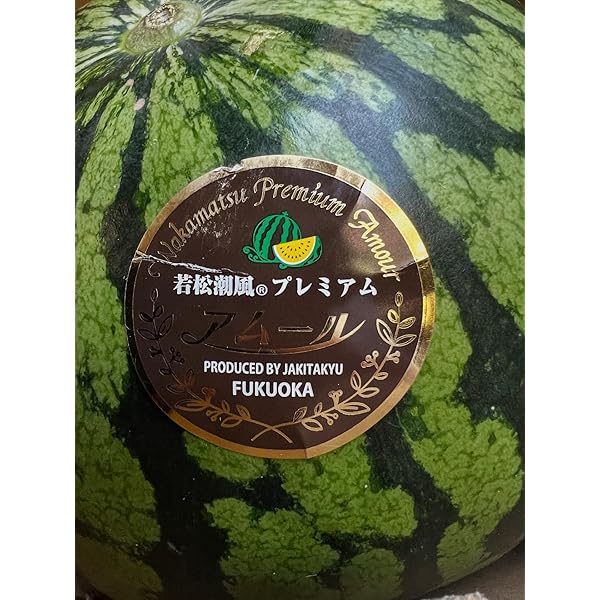 Wakamatsu Premium Amour
若松潮風®プレミアム
アムール
PRODUCED BY JAKITAKYU
FUKUOKA